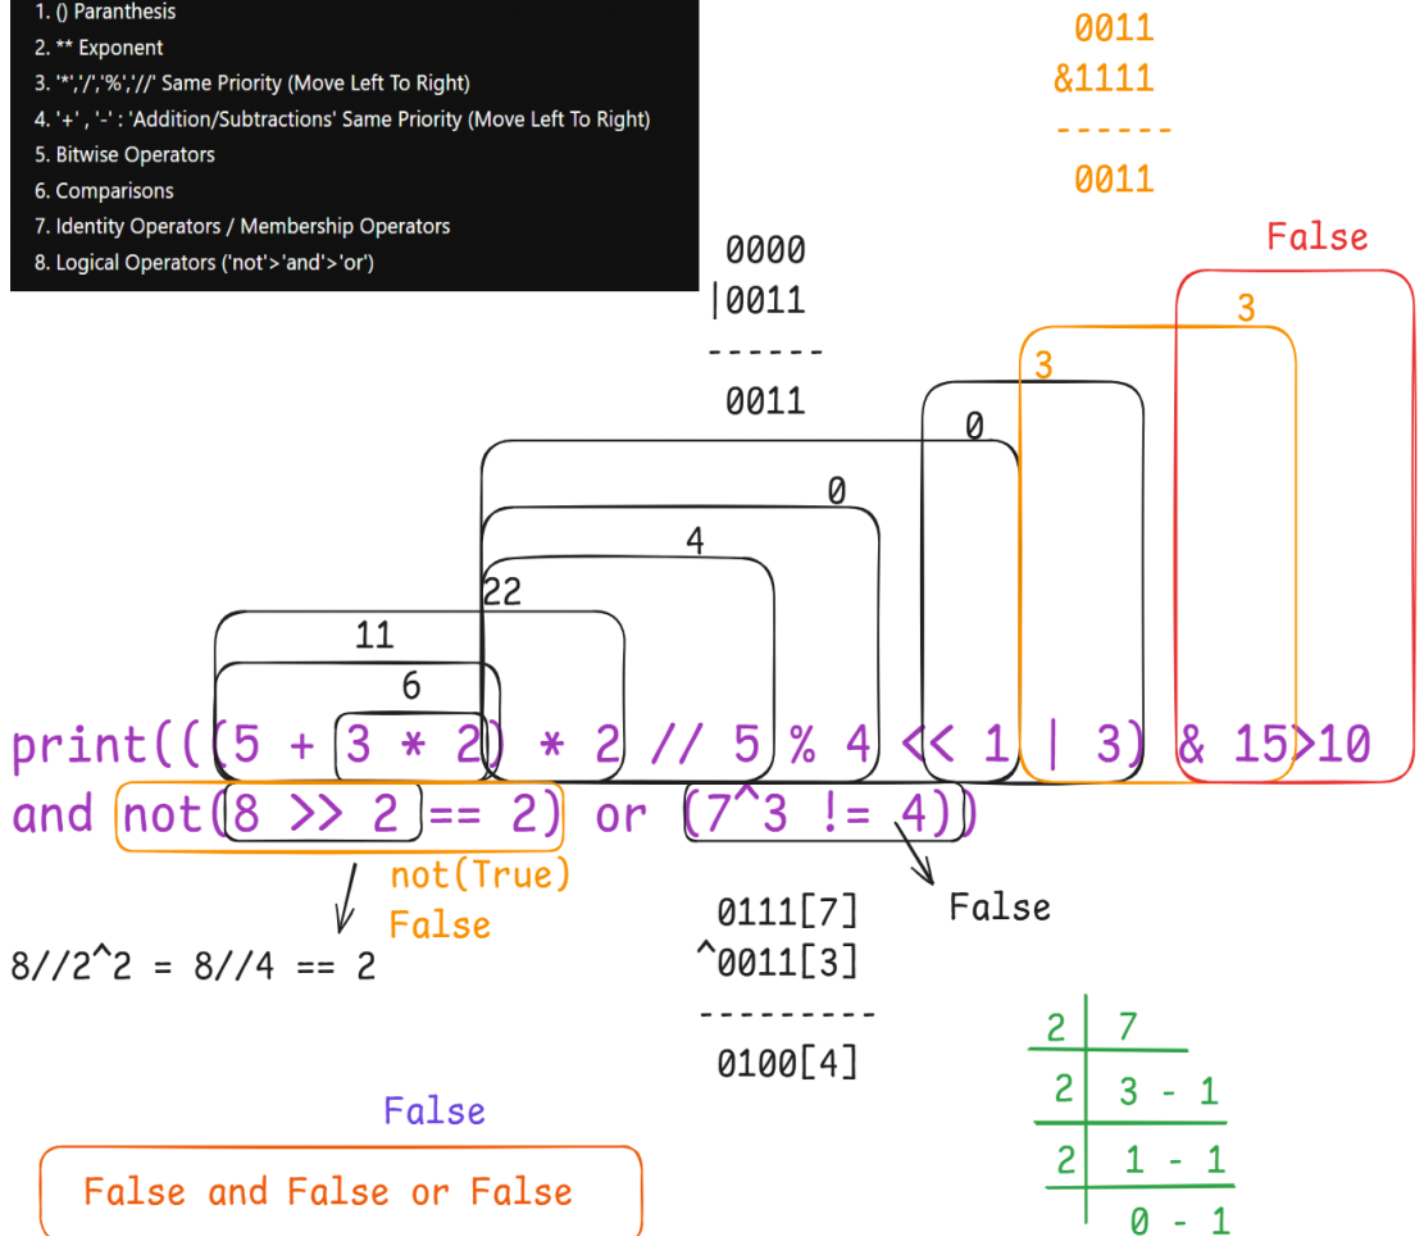 1. () Paranthesis
2. ** Exponent
3. '*','/','%','//' Same Priority (Move Left To Right)
4. '+' , '-' : 'Addition/Subtractions' Same Priority (Move Left To Right)
5. Bitwise Operators
6. Comparisons
7. Identity Operators / Membership Operators
8. Logical Operators ('not'>'and'>'or')
0011
&1111
------
0011
0000
|0011
------
0011
False
3
3
0
0
4
22
11
6
print(((5 + 3 * 2) * 2 // 5 % 4 << 1 | 3) & 15>10
and not(8 >> 2 == 2) or (7^3 != 4))
not(True)
False
8//2^2 = 8//4 == 2
False
0111[7]
^0011[3]
---------
0100[4]
2 7
2 3 - 1
2 1 - 1
0 - 1
False
False and False or False